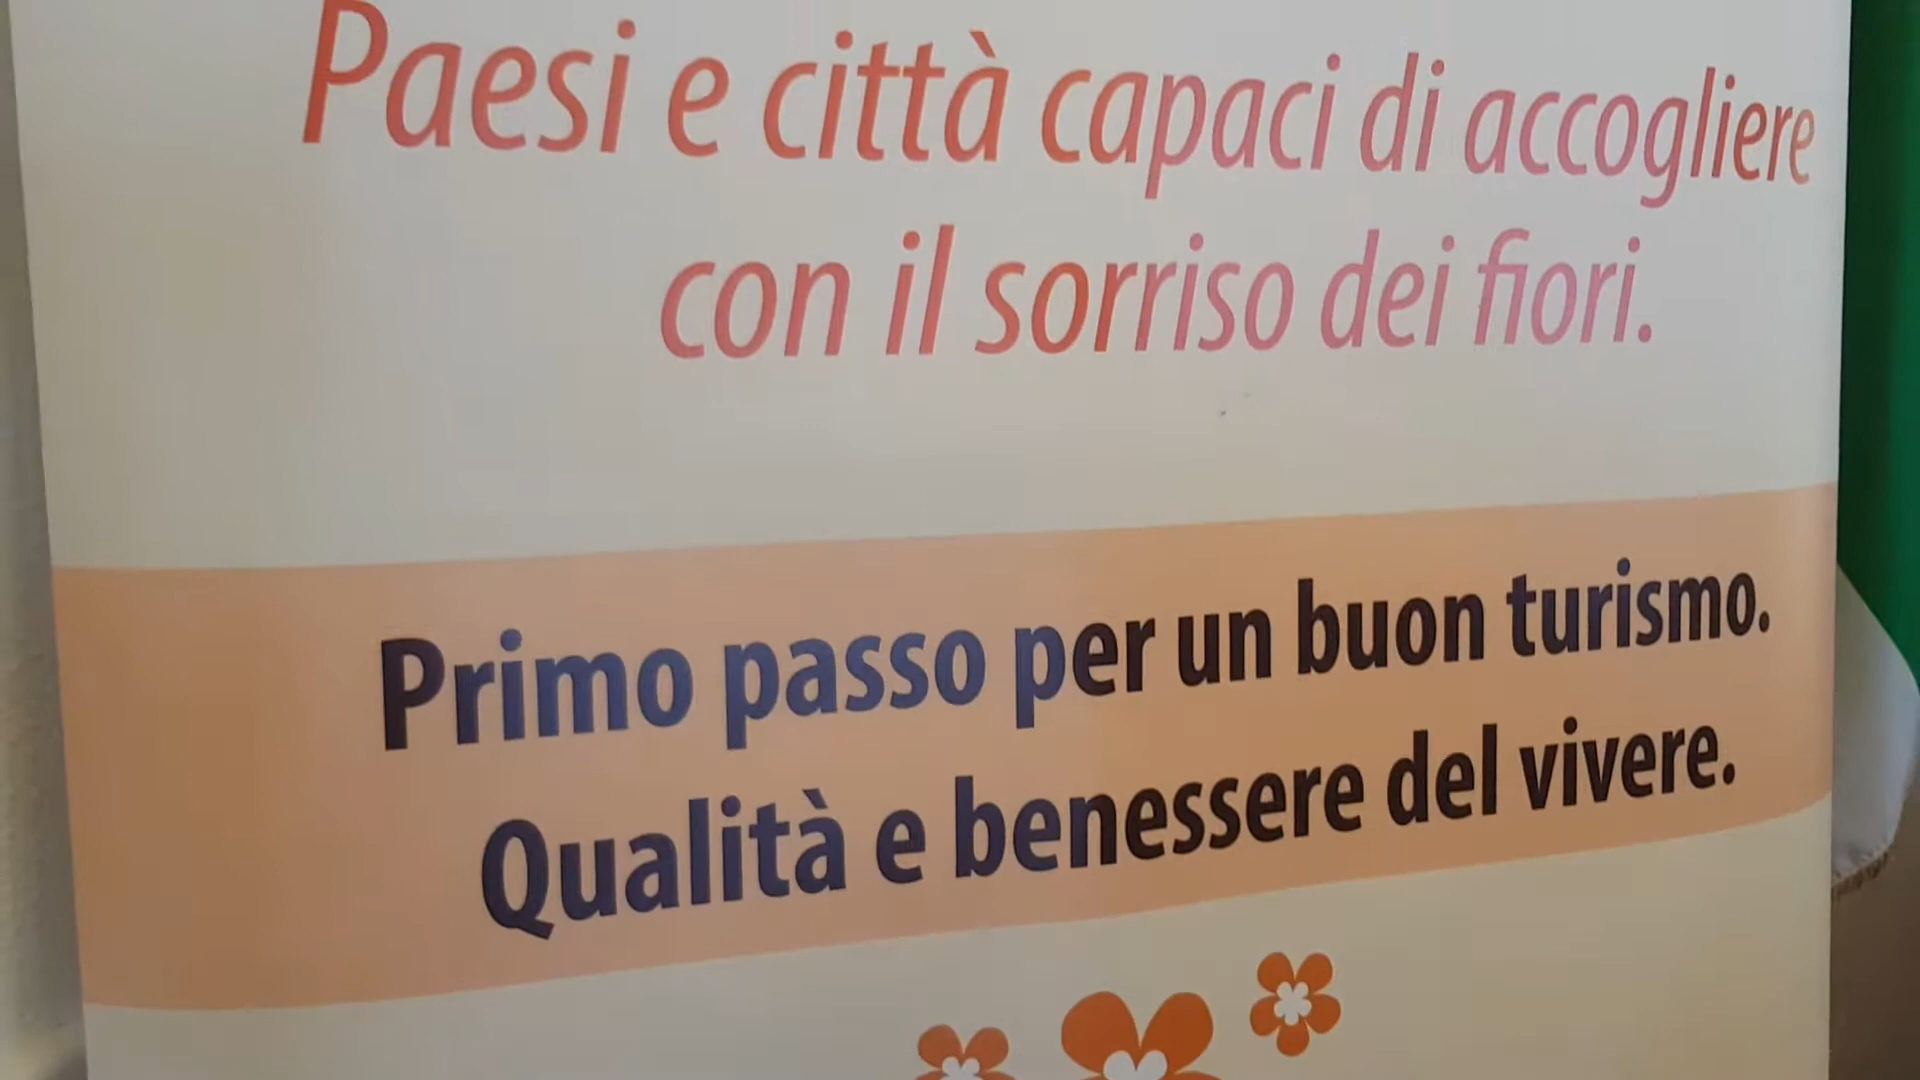 Paesi e città capaci di accogliere
con il sorriso dei fiori.
Primo passo per un buon turismo.
Qualità e benessere del vivere.